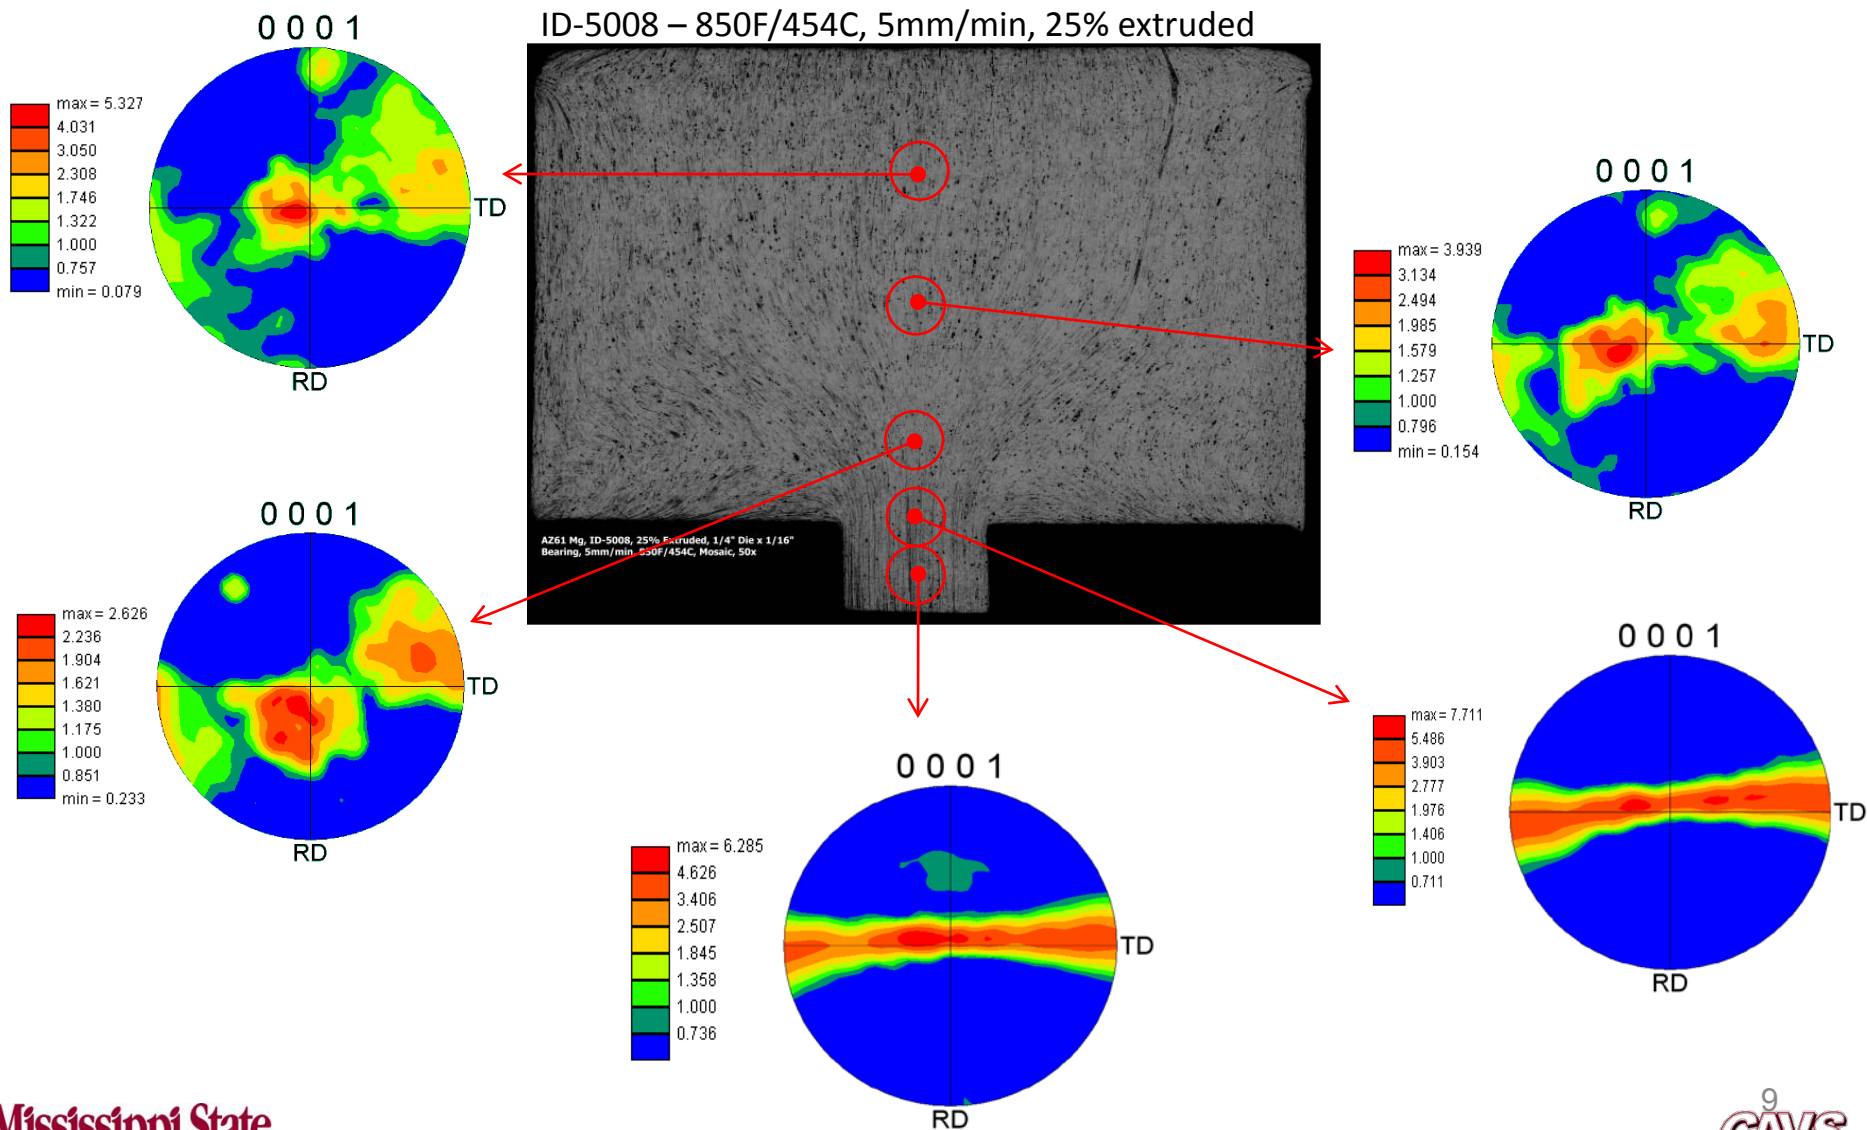 ID-5008 – 850F/454C, 5mm/min, 25% extruded
0 0 0 1
max = 5.327
4.031
3.050
2.308
1.746
1.322
1.000
0.757
min = 0.079
TD
RD
0 0 0 1
max = 3.939
3.134
2.494
1.985
1.579
1.257
1.000
0.796
min = 0.154
TD
RD
AZ61 Mg, ID-5008, 25% Extruded, 1/4" Die x 1/16"
Bearing, 5mm/min, 850F/454C, Mosaic, 50x
0 0 0 1
max = 2.626
2.236
1.904
1.621
1.380
1.175
1.000
0.851
min = 0.233
TD
RD
0 0 0 1
max = 6.285
4.626
3.406
2.507
1.845
1.358
1.000
0.736
TD
RD
0 0 0 1
max = 7.711
5.486
3.903
2.777
1.976
1.406
1.000
0.711
TD
RD
Mississippi State
9
CAVS